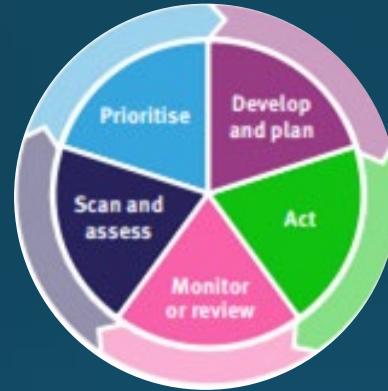 Prioritise
Develop
and plan
Scan and
assess
Act
Monitor
or review